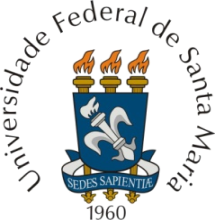 Universidade Federal de Santa Maria
SEDES SAPIENTIÆ
1960